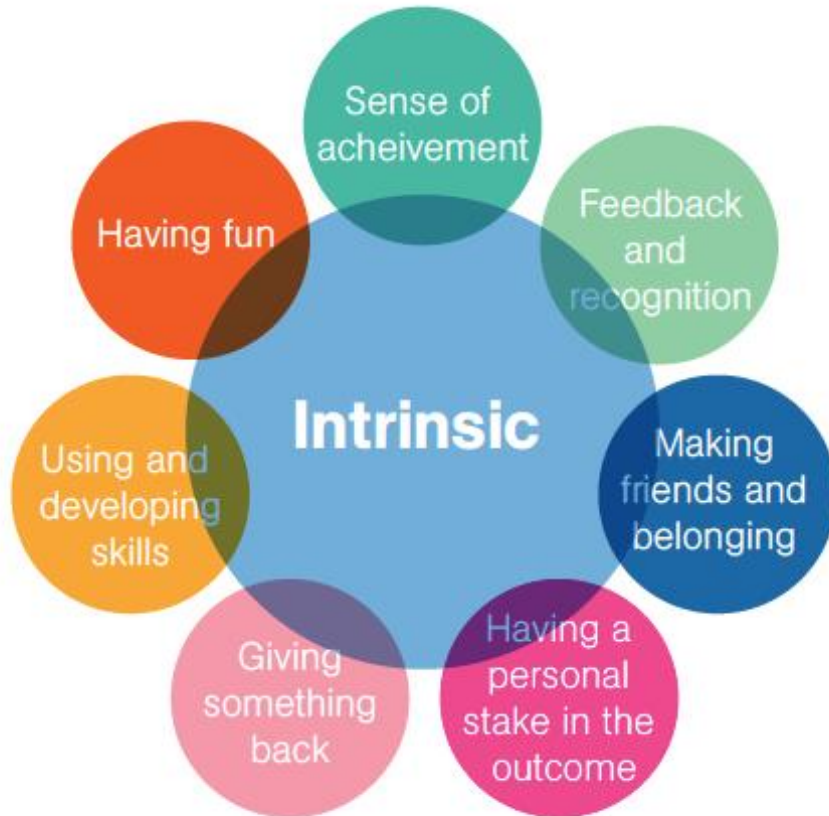 Sense of
acheivement
Feedback
and
recognition
Having fun
Intrinsic
Making
friends and
belonging
Using and
developing
skills
Having a
personal
stake in the
outcome
Giving
something
back